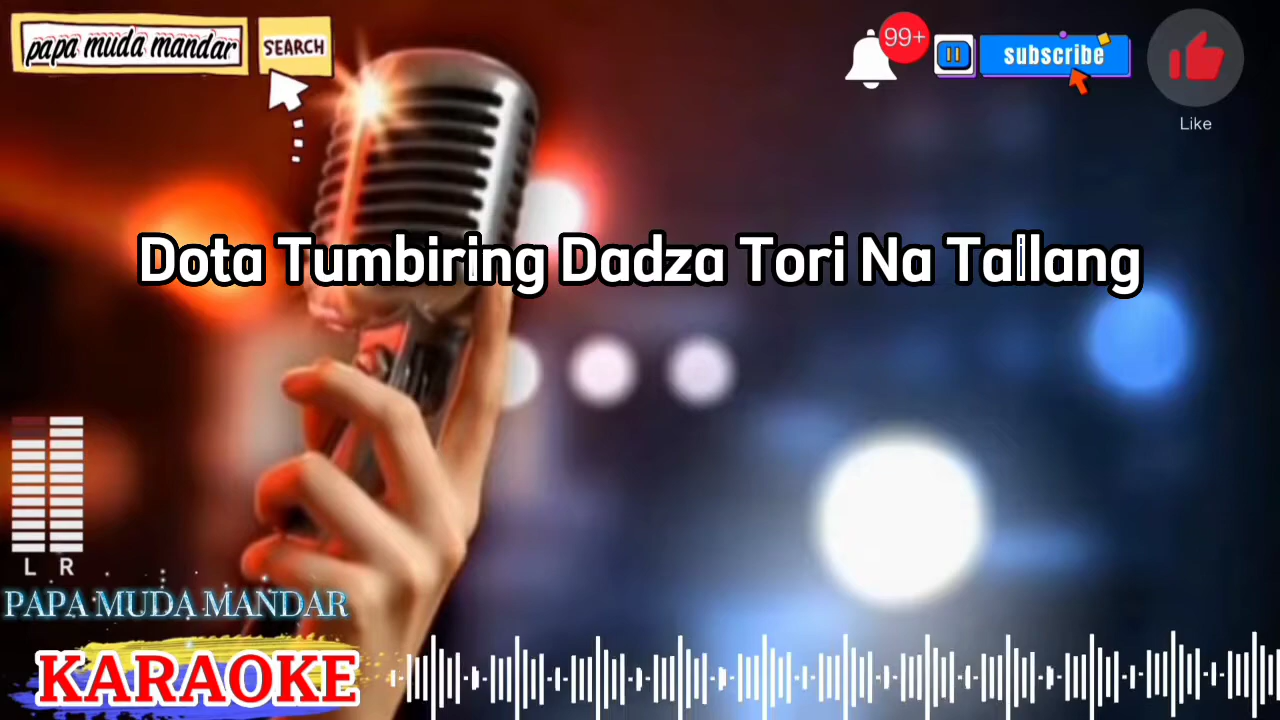 papa muda mandar
SEARCH
99+
subscribe
Like
Dota Tumbiring Dadza Tori Na Tallang
L R
PAPA MUDA MANDAR
KARAOKE